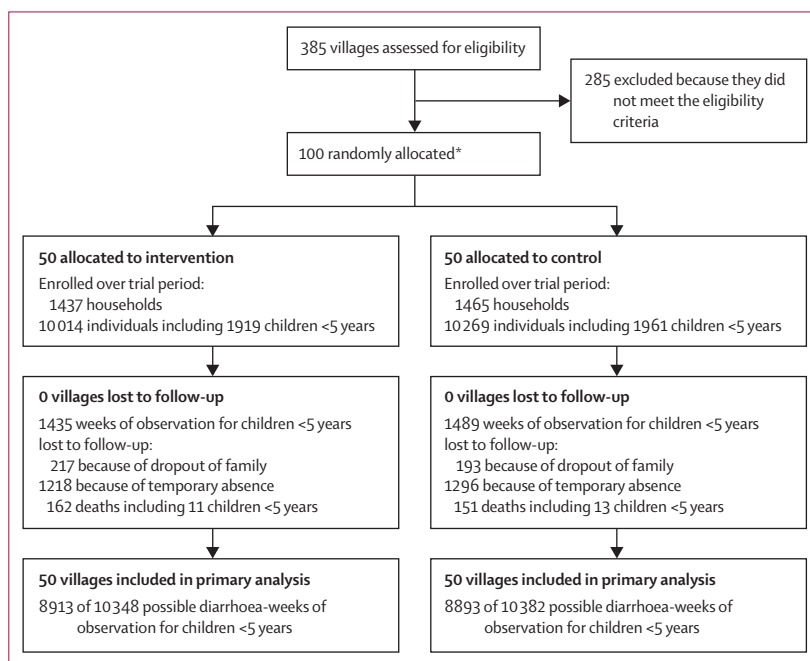 385 villages assessed for eligibility
285 excluded because they did
not meet the eligibility
criteria
100 randomly allocated*
50 allocated to intervention
Enrolled over trial period:
1437 households
10 014 individuals including 1919 children <5 years
50 allocated to control
Enrolled over trial period:
1465 households
10 269 individuals including 1961 children <5 years
0 villages lost to follow-up
1435 weeks of observation for children <5 years
lost to follow-up:
217 because of dropout of family
1218 because of temporary absence
162 deaths including 11 children <5 years
0 villages lost to follow-up
1489 weeks of observation for children <5 years
lost to follow-up:
193 because of dropout of family
1296 because of temporary absence
151 deaths including 13 children <5 years
50 villages included in primary analysis
8913 of 10 348 possible diarrhoea-weeks of
observation for children <5 years
50 villages included in primary analysis
8893 of 10 382 possible diarrhoea-weeks of
observation for children <5 years